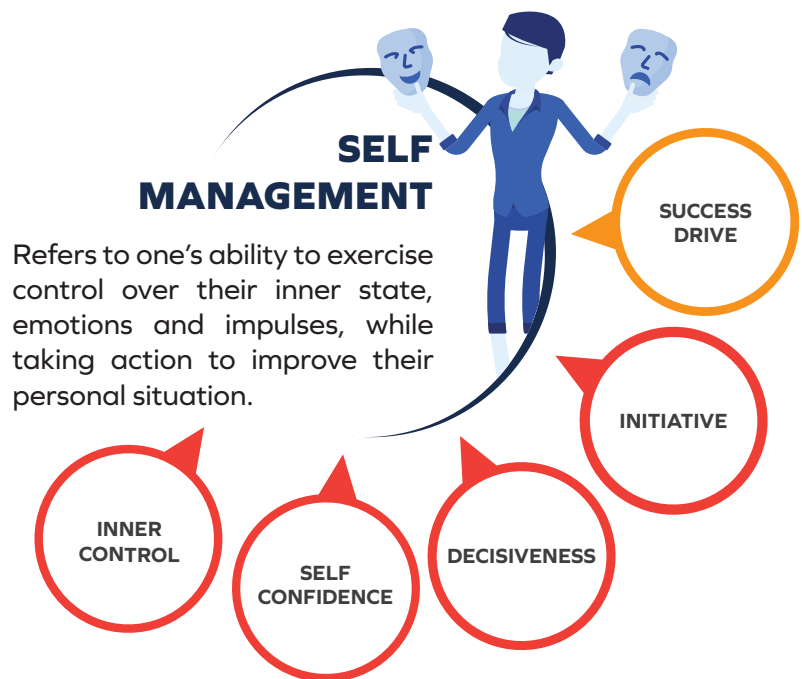 SELF
MANAGEMENT
Refers to one’s ability to exercise
control over their inner state,
emotions and impulses, while
taking action to improve their
personal situation.
SUCCESS
DRIVE
INITIATIVE
DECISIVENESS
SELF
CONFIDENCE
INNER
CONTROL